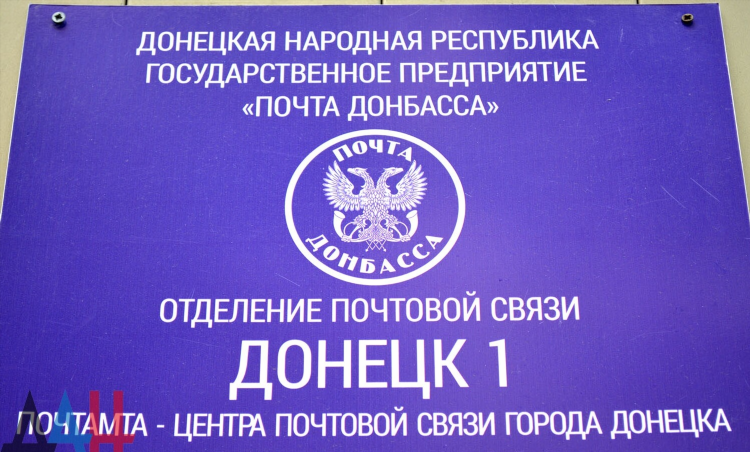 ДОНЕЦКАЯ НАРОДНАЯ РЕСПУБЛИКА
ГОСУДАРСТВЕННОЕ ПРЕДПРИЯТИЕ
«ПОЧТА ДОНБАССА»
ПОЧТА
ДОНБАССА
ОТДЕЛЕНИЕ ПОЧТОВОЙ СВЯЗИ
ДОНЕЦК 1
ПОЧТАМТА - ЦЕНТРА ПОЧТОВОЙ СВЯЗИ ГОРОДА ДОНЕЦКА
ДАН